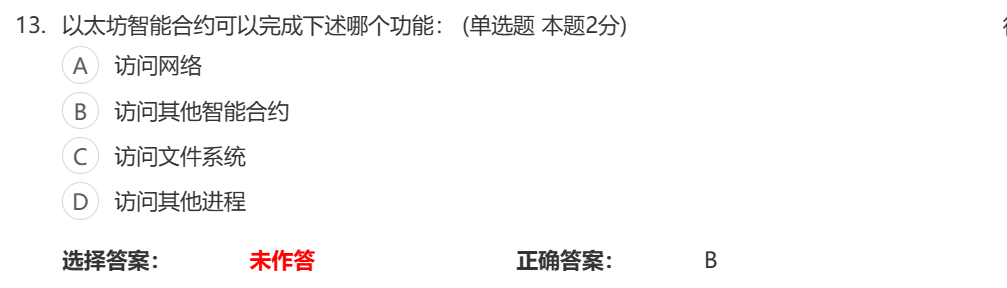 13. 以太坊智能合约可以完成下述哪个功能： (单选题 本题2分)
A 访问网络
B 访问其他智能合约
C 访问文件系统
D 访问其他进程
选择答案： 未作答 正确答案： B